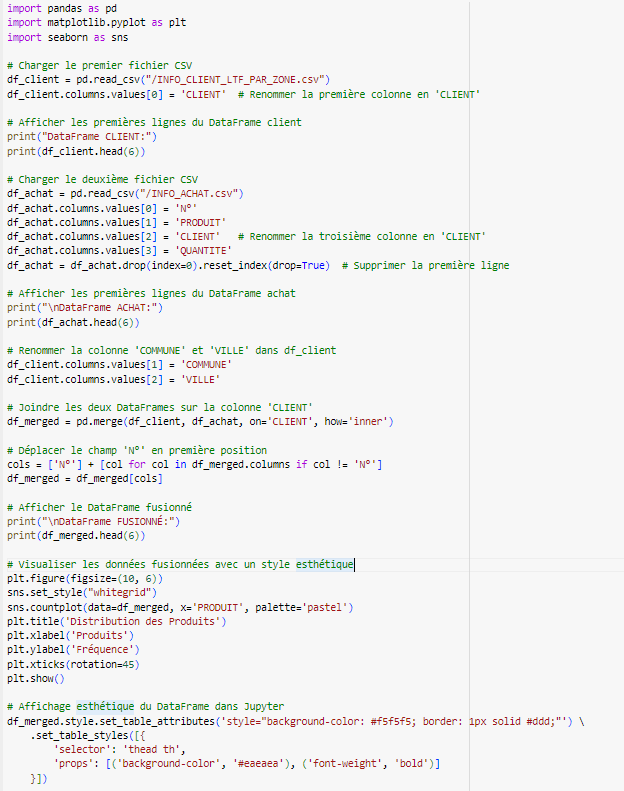 import pandas as pd
import matplotlib.pyplot as plt
import seaborn as sns

# Charger le premier fichier CSV
df_client = pd.read_csv("/INFO_CLIENT_LTF_PAR_ZONE.csv")
df_client.columns.values[0] = 'CLIENT'  # Renommer la première colonne en 'CLIENT'

# Afficher les premières lignes du DataFrame client
print("DataFrame CLIENT:")
print(df_client.head(6))

# Charger le deuxième fichier CSV
df_achat = pd.read_csv("/INFO_ACHAT.csv")
df_achat.columns.values[0] = 'N°'
df_achat.columns.values[1] = 'PRODUIT'
df_achat.columns.values[2] = 'CLIENT'   # Renommer la troisième colonne en 'CLIENT'
df_achat.columns.values[3] = 'QUANTITE'
df_achat = df_achat.drop(index=0).reset_index(drop=True)  # Supprimer la première ligne

# Afficher les premières lignes du DataFrame achat
print("\nDataFrame ACHAT:")
print(df_achat.head(6))

# Renommer la colonne 'COMMUNE' et 'VILLE' dans df_client
df_client.columns.values[1] = 'COMMUNE'
df_client.columns.values[2] = 'VILLE'

# Joindre les deux DataFrames sur la colonne 'CLIENT'
df_merged = pd.merge(df_client, df_achat, on='CLIENT', how='inner')

# Déplacer le champ 'N°' en première position
cols = ['N°'] + [col for col in df_merged.columns if col != 'N°']
df_merged = df_merged[cols]

# Afficher le DataFrame fusionné
print("\nDataFrame FUSIONNÉ:")
print(df_merged.head(6))

# Visualiser les données fusionnées avec un style esthétique
plt.figure(figsize=(10, 6))
sns.set_style("whitegrid")
sns.countplot(data=df_merged, x='PRODUIT', palette='pastel')
plt.title('Distribution des Produits')
plt.xlabel('Produits')
plt.ylabel('Fréquence')
plt.xticks(rotation=45)
plt.show()

# Affichage esthétique du DataFrame dans Jupyter
df_merged.style.set_table_attributes('style="background-color: #f5f5f5; border: 1px solid #ddd;"') \
    .set_table_styles([{
        'selector': 'thead th',
        'props': [('background-color', '#eaeaea'), ('font-weight', 'bold')]
    }])